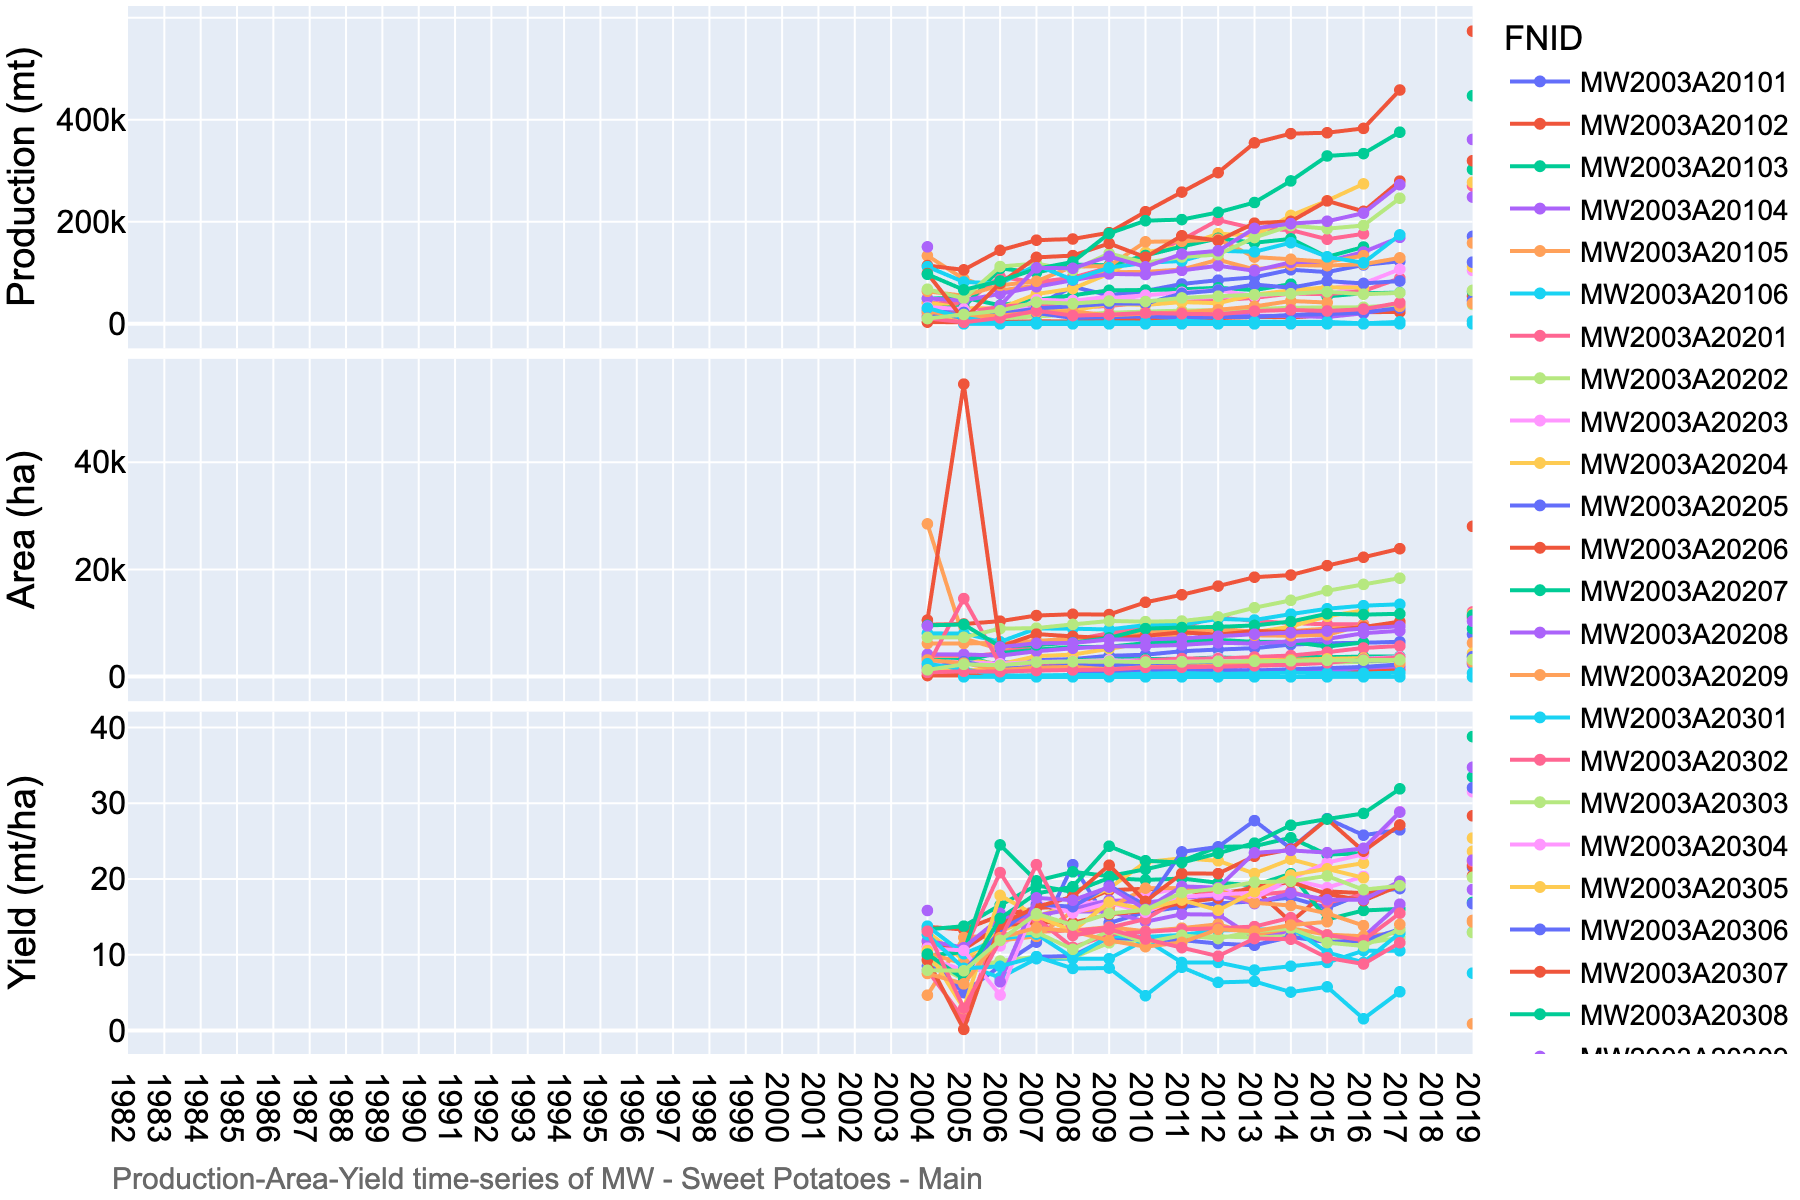 Production (mt)
400k
200k
0
Area (ha)
40k
20k
0
Yield (mt/ha)
40
30
20
10
0
1982
1983
1984
1985
1986
1987
1988
1989
1990
1991
1992
1993
1994
1995
1996
1997
1998
1999
2000
2001
2002
2003
2004
2005
2006
2007
2008
2009
2010
2011
2012
2013
2014
2015
2016
2017
2018
2019
Production-Area-Yield time-series of MW - Sweet Potatoes - Main
FNID
MW2003A20101
MW2003A20102
MW2003A20103
MW2003A20104
MW2003A20105
MW2003A20106
MW2003A20201
MW2003A20202
MW2003A20203
MW2003A20204
MW2003A20205
MW2003A20206
MW2003A20207
MW2003A20208
MW2003A20209
MW2003A20301
MW2003A20302
MW2003A20303
MW2003A20304
MW2003A20305
MW2003A20306
MW2003A20307
MW2003A20308